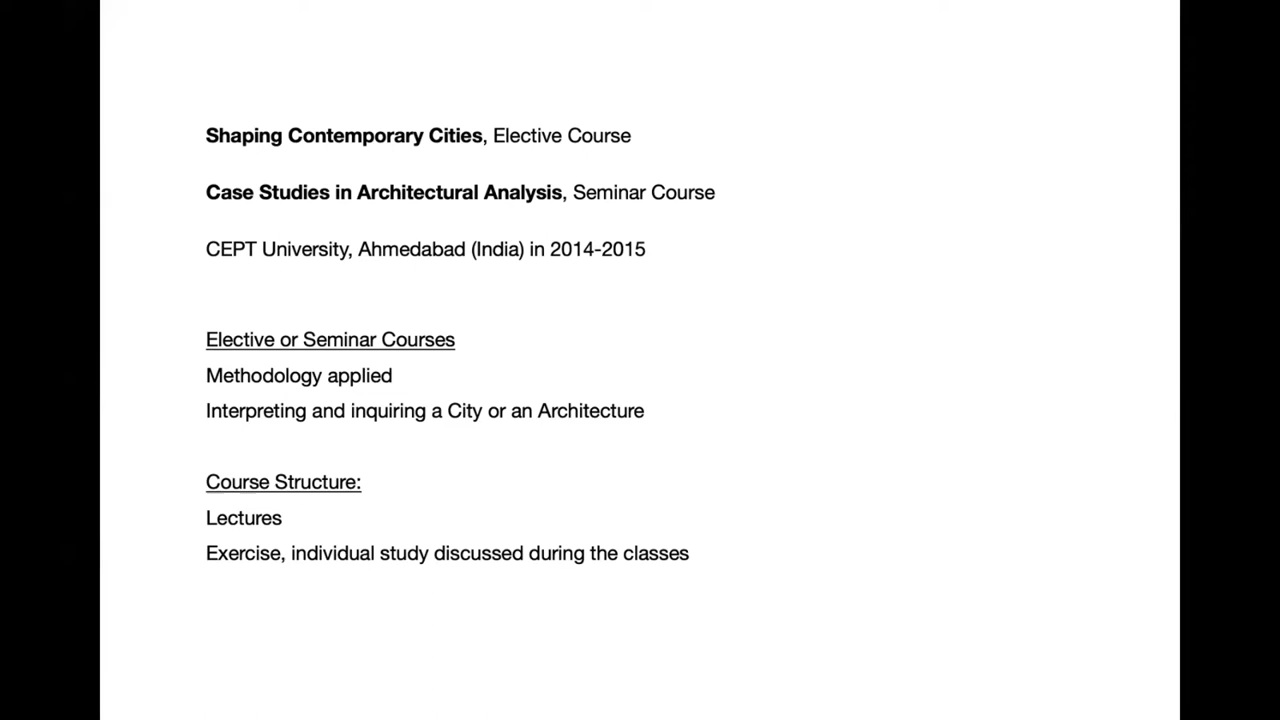 Shaping Contemporary Cities, Elective Course
Case Studies in Architectural Analysis, Seminar Course
CEPT University, Ahmedabad (India) in 2014-2015
Elective or Seminar Courses
Methodology applied
Interpreting and inquiring a City or an Architecture
Course Structure:
Lectures
Exercise, individual study discussed during the classes